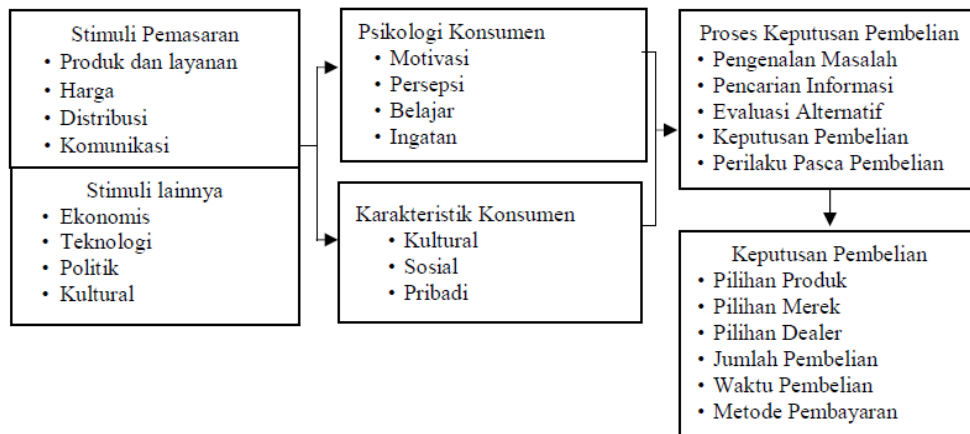 Stimuli Pemasaran
• Produk dan layanan
• Harga
• Distribusi
• Komunikasi
Stimuli lainnya
• Ekonomis
• Teknologi
• Politik
• Kultural
Psikologi Konsumen
• Motivasi
• Persepsi
• Belajar
• Ingatan
Karakteristik Konsumen
• Kultural
• Sosial
• Pribadi
Proses Keputusan Pembelian
• Pengenalan Masalah
• Pencarian Informasi
• Evaluasi Alternatif
• Keputusan Pembelian
• Perilaku Pasca Pembelian
Keputusan Pembelian
• Pilihan Produk
• Pilihan Merek
• Pilihan Dealer
• Jumlah Pembelian
• Waktu Pembelian
• Metode Pembayaran